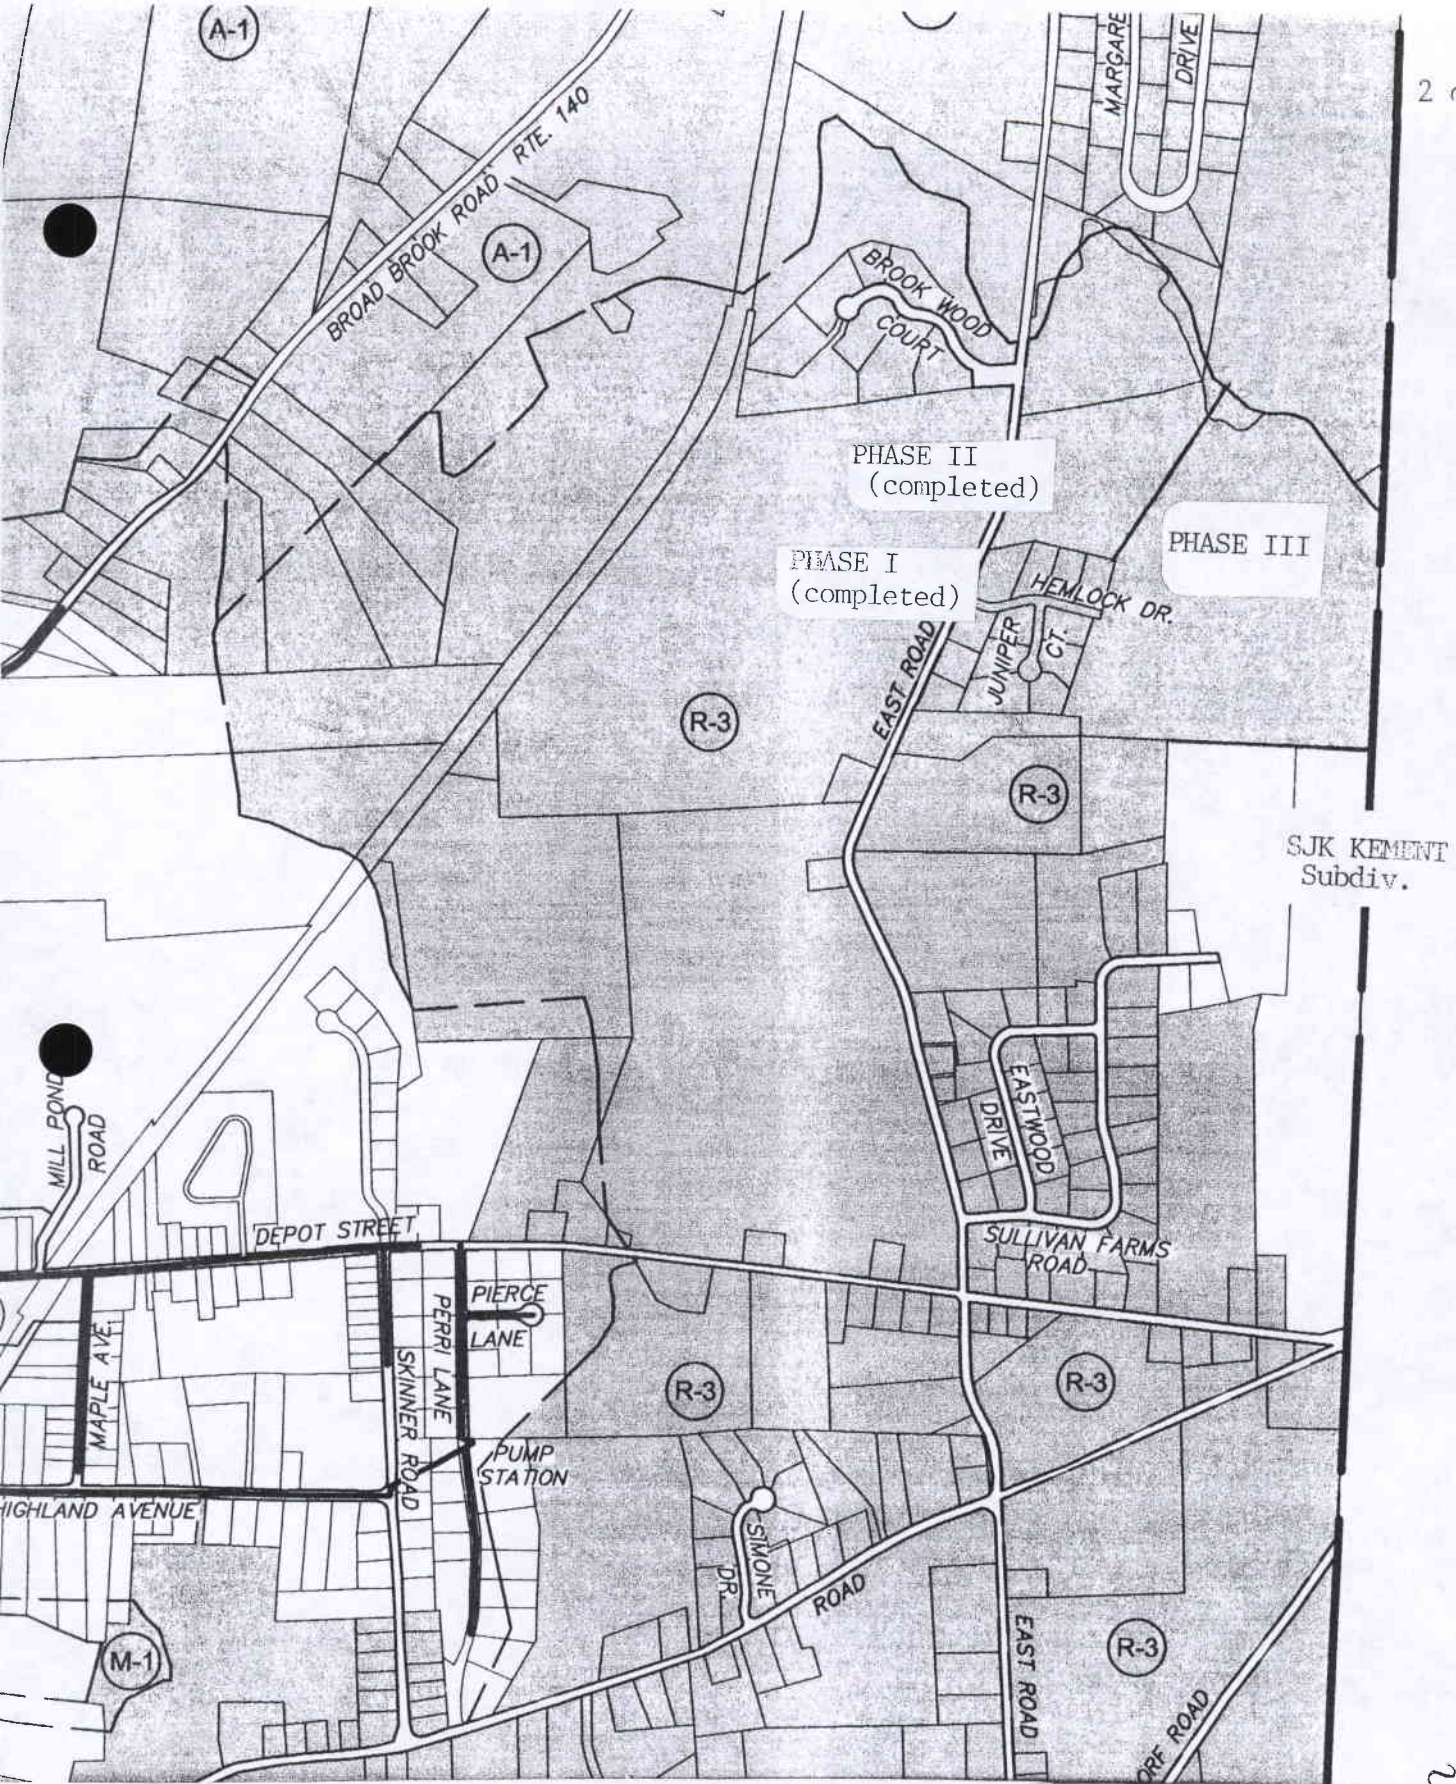 A-1
MARGARE
DRIVE
2
BROAD BROOK ROAD RTE. 140
A-1
BROOK WOOD
COURT
PHASE II
(completed)
PHASE III
PHASE I
(completed)
HEMLOCK DR.
JUNIPER
CT.
EAST ROAD
R-3
R-3
SJK KEMENT
Subdiv.
MILL POND
ROAD
EASTWOOD
DRIVE
DEPOT STREET
SULLIVAN FARMS
ROAD
PIERCE
LANE
PERRI LANE
MAPLE AVE.
SKINNER ROAD
R-3
R-3
PUMP
STATION
HIGHLAND AVENUE
SIMONE
DR.
ROAD
M-1
EAST ROAD
R-3
ORF ROAD